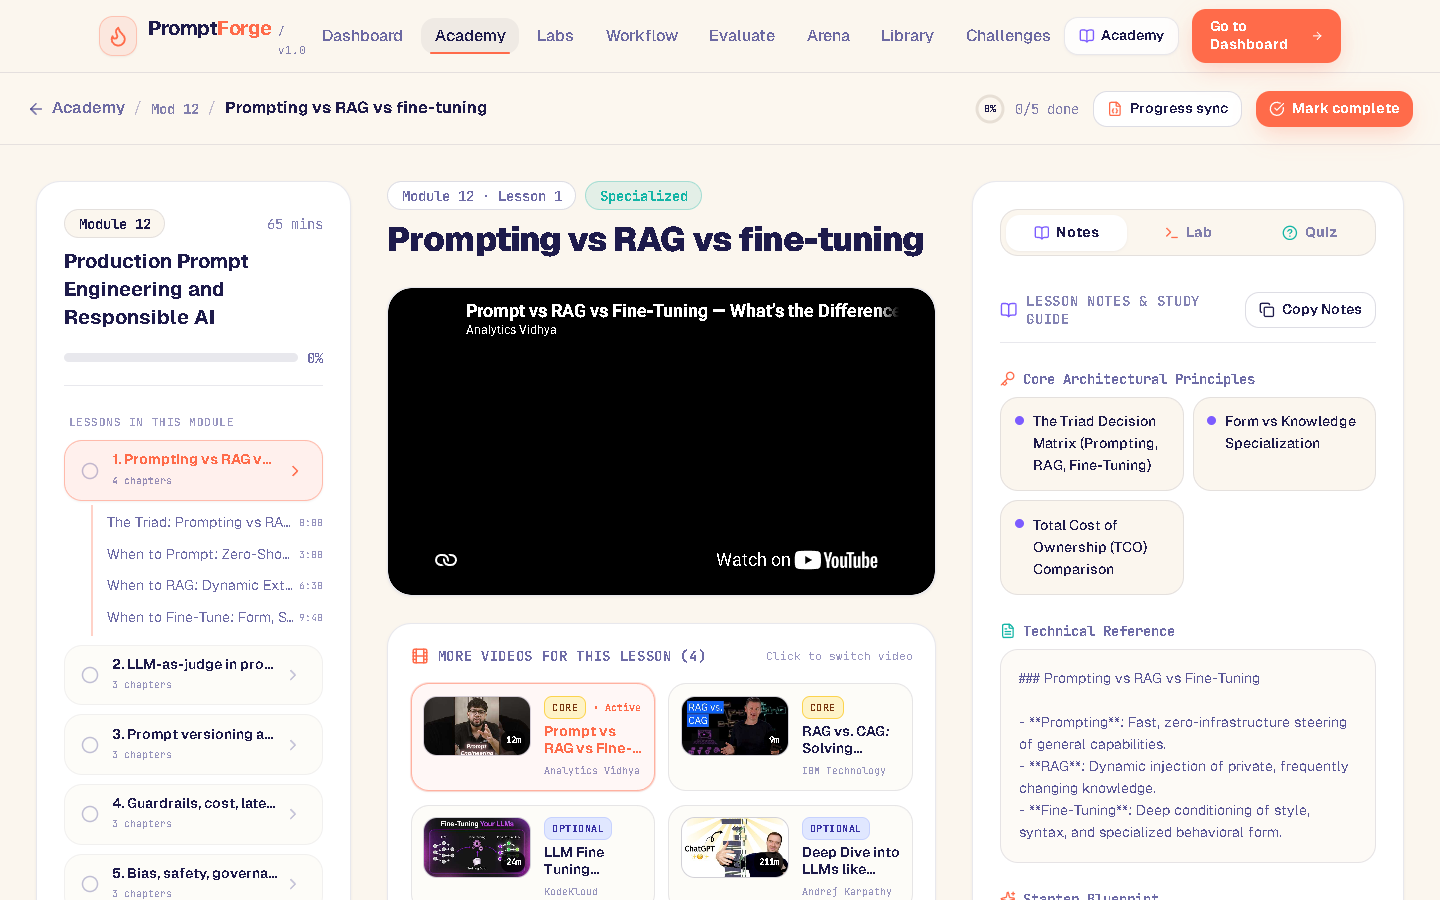 PromptForge /
v1.0
Dashboard
Academy
Labs
Workflow
Evaluate
Arena
Library
Challenges
Academy
Go to
Dashboard →
← Academy / Mod 12 / Prompting vs RAG vs fine-tuning
0%
0/5 done
Progress sync
Mark complete
Module 12
65 mins
Production Prompt
Engineering and
Responsible AI
0%
LESSONS IN THIS MODULE
1. Prompting vs RAG v...
4 chapters
The Triad: Prompting vs RA... 0:00
When to Prompt: Zero-Sho... 3:00
When to RAG: Dynamic Ext... 6:30
When to Fine-Tune: Form, S... 9:40
2. LLM-as-judge in pro...
3 chapters
3. Prompt versioning a...
3 chapters
4. Guardrails, cost, late...
3 chapters
5. Bias, safety, governa...
3 chapters
Module 12 · Lesson 1
Specialized
Prompting vs RAG vs fine-tuning
Prompt vs RAG vs Fine-Tuning — What's the Difference
Analytics Vidhya
Watch on YouTube
MORE VIDEOS FOR THIS LESSON (4)
Click to switch video
Prompt
Engineering
12m
CORE • Active
Prompt vs
RAG vs Fine-...
Analytics Vidhya
RAG vs.
CAG
9m
CORE
RAG vs. CAG:
Solving...
IBM Technology
Fine-Tuning Your LLMs
24m
OPTIONAL
LLM Fine
Tuning...
KodeKloud
ChatGPT
211m
OPTIONAL
Deep Dive into
LLMs like...
Andrej Karpathy
Notes
Lab
Quiz
LESSON NOTES & STUDY
GUIDE
Copy Notes
Core Architectural Principles
The Triad Decision
Matrix (Prompting,
RAG, Fine-Tuning)
Form vs Knowledge
Specialization
Total Cost of
Ownership (TCO)
Comparison
Technical Reference
### Prompting vs RAG vs Fine-Tuning
- **Prompting**: Fast, zero-infrastructure steering
of general capabilities.
- **RAG**: Dynamic injection of private, frequently
changing knowledge.
- **Fine-Tuning**: Deep conditioning of style,
syntax, and specialized behavioral form.
Starter Blueprint